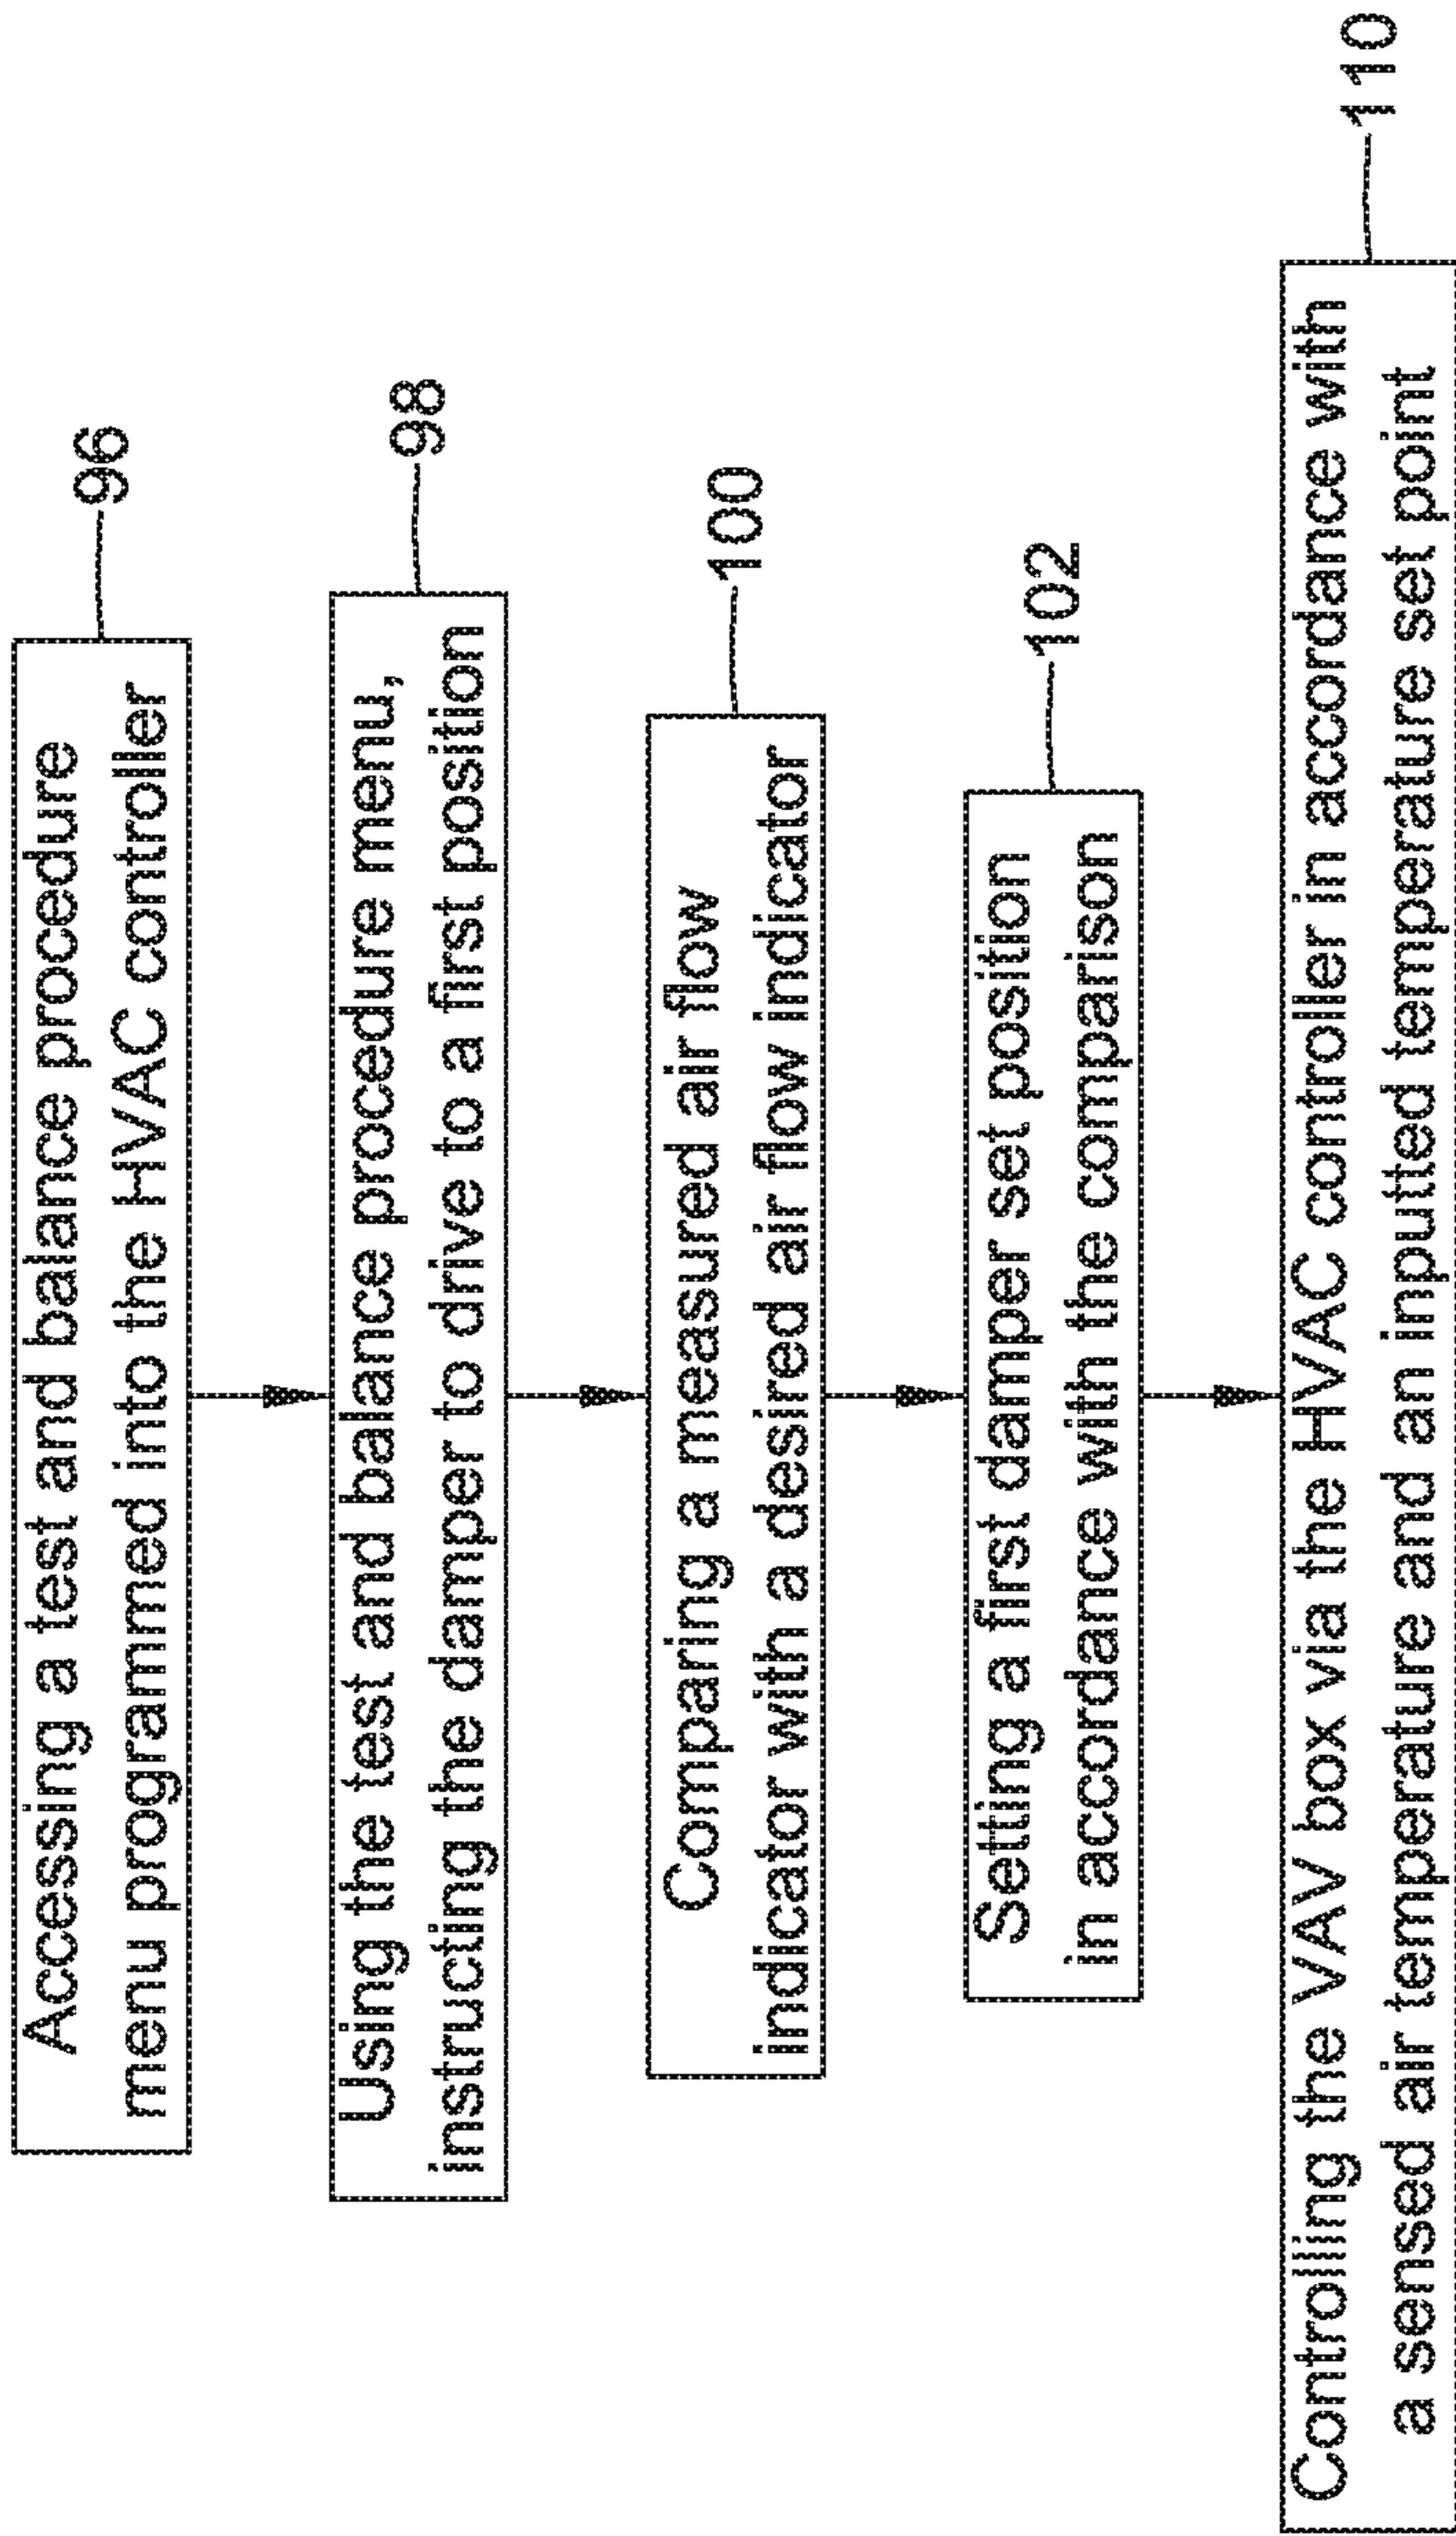 Accessing a test and balance procedure
menu programmed into the HVAC controller
96
Using the test and balance procedure menu,
instructing the damper to drive to a first position
98
Comparing a measured air flow
indicator with a desired air flow indicator
100
Setting a first damper set position
in accordance with the comparison
102
Controlling the VAV box via the HVAC controller in accordance with
a sensed air temperature and an inputted temperature set point
110